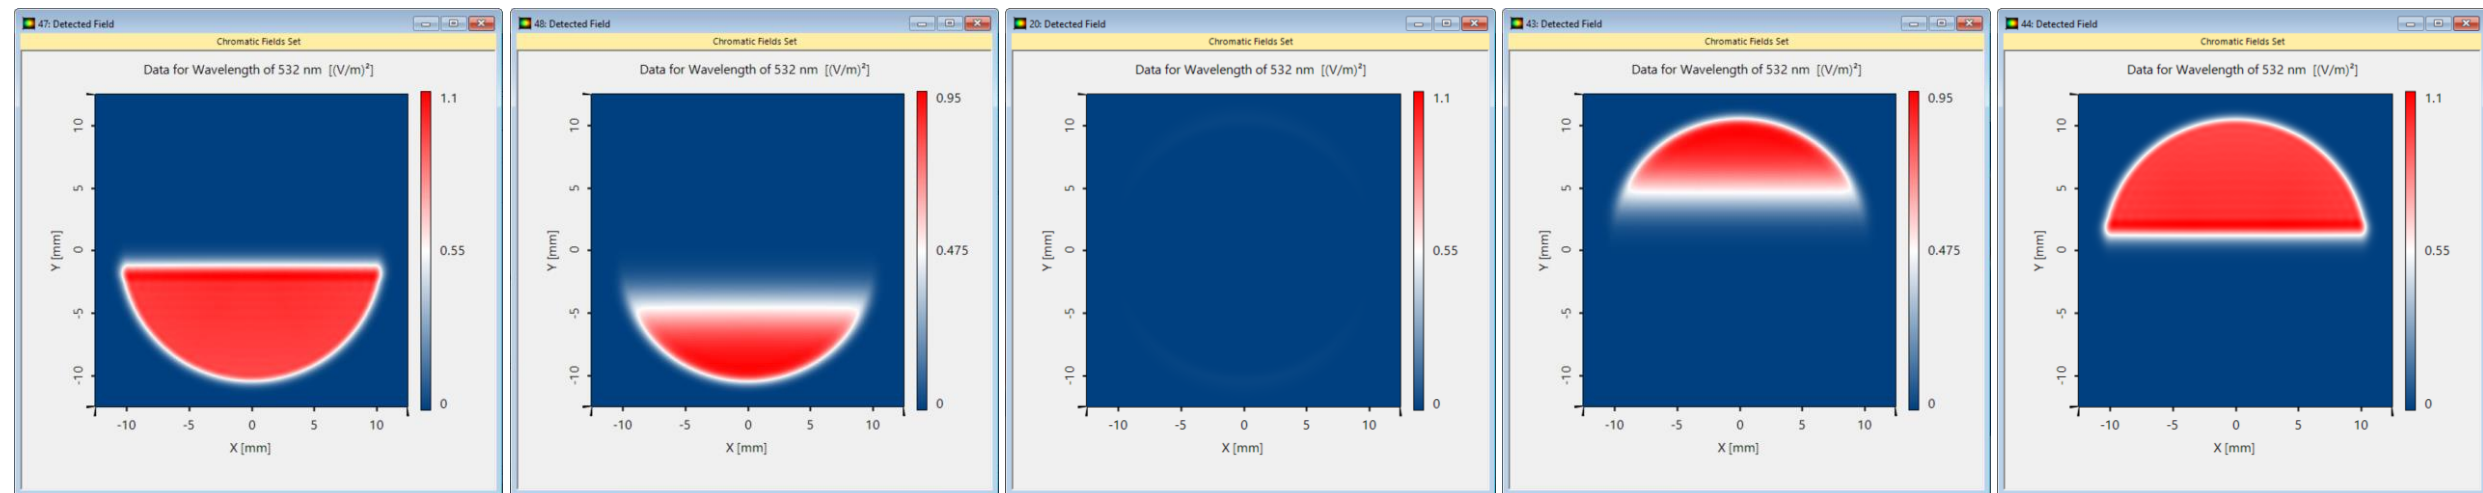 47: Detected Field
Chromatic Fields Set
Data for Wavelength of 532 nm  [(V/m)²]
1.1
0.55
0
10
5
0
-5
-10
Y [mm]
-10 -5 0 5 10
X [mm]
48: Detected Field
Chromatic Fields Set
Data for Wavelength of 532 nm  [(V/m)²]
0.95
0.475
0
10
5
0
-5
-10
Y [mm]
-10 -5 0 5 10
X [mm]
20: Detected Field
Chromatic Fields Set
Data for Wavelength of 532 nm  [(V/m)²]
1.1
0.55
0
10
5
0
-5
-10
Y [mm]
-10 -5 0 5 10
X [mm]
43: Detected Field
Chromatic Fields Set
Data for Wavelength of 532 nm  [(V/m)²]
0.95
0.475
0
10
5
0
-5
-10
Y [mm]
-10 -5 0 5 10
X [mm]
44: Detected Field
Chromatic Fields Set
Data for Wavelength of 532 nm  [(V/m)²]
1.1
0.55
0
10
5
0
-5
-10
Y [mm]
-10 -5 0 5 10
X [mm]